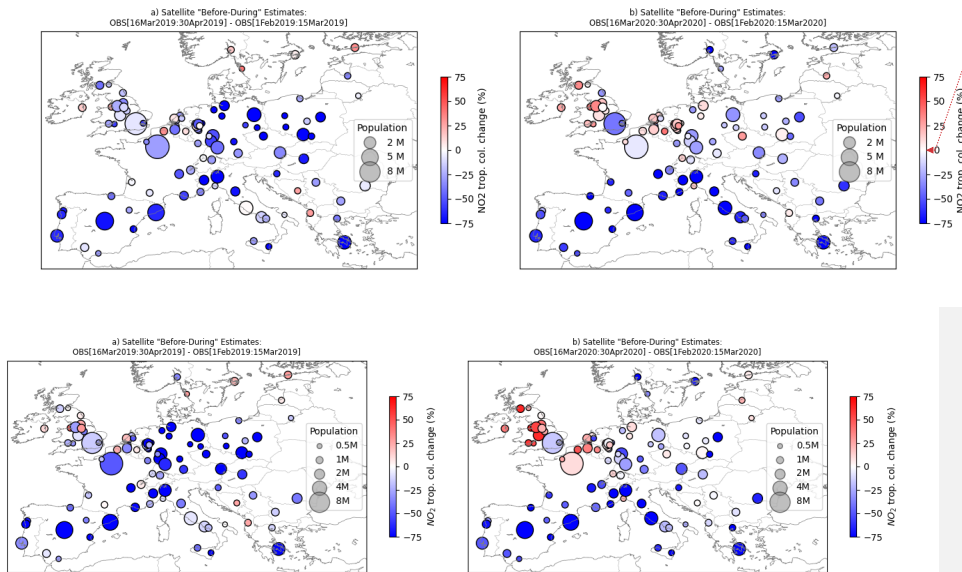 a) Satellite "Before-During" Estimates:
OBS[16Mar2019:30Apr2019] - OBS[1Feb2019:15Mar2019]
75
50
25
0
−25
−50
−75
NO2 trop. col. change (%)
Population
2 M
5 M
8 M
b) Satellite "Before-During" Estimates:
OBS[16Mar2020:30Apr2020] - OBS[1Feb2020:15Mar2020]
75
50
25
0
−25
−50
−75
NO2 trop. col. change (%)
Population
2 M
5 M
8 M
a) Satellite "Before-During" Estimates:
OBS[16Mar2019:30Apr2019] - OBS[1Feb2019:15Mar2019]
75
50
25
0
−25
−50
−75
NO₂ trop. col. change (%)
Population
0.5M
1M
2M
4M
8M
b) Satellite "Before-During" Estimates:
OBS[16Mar2020:30Apr2020] - OBS[1Feb2020:15Mar2020]
75
50
25
0
−25
−50
−75
NO₂ trop. col. change (%)
Population
0.5M
1M
2M
4M
8M